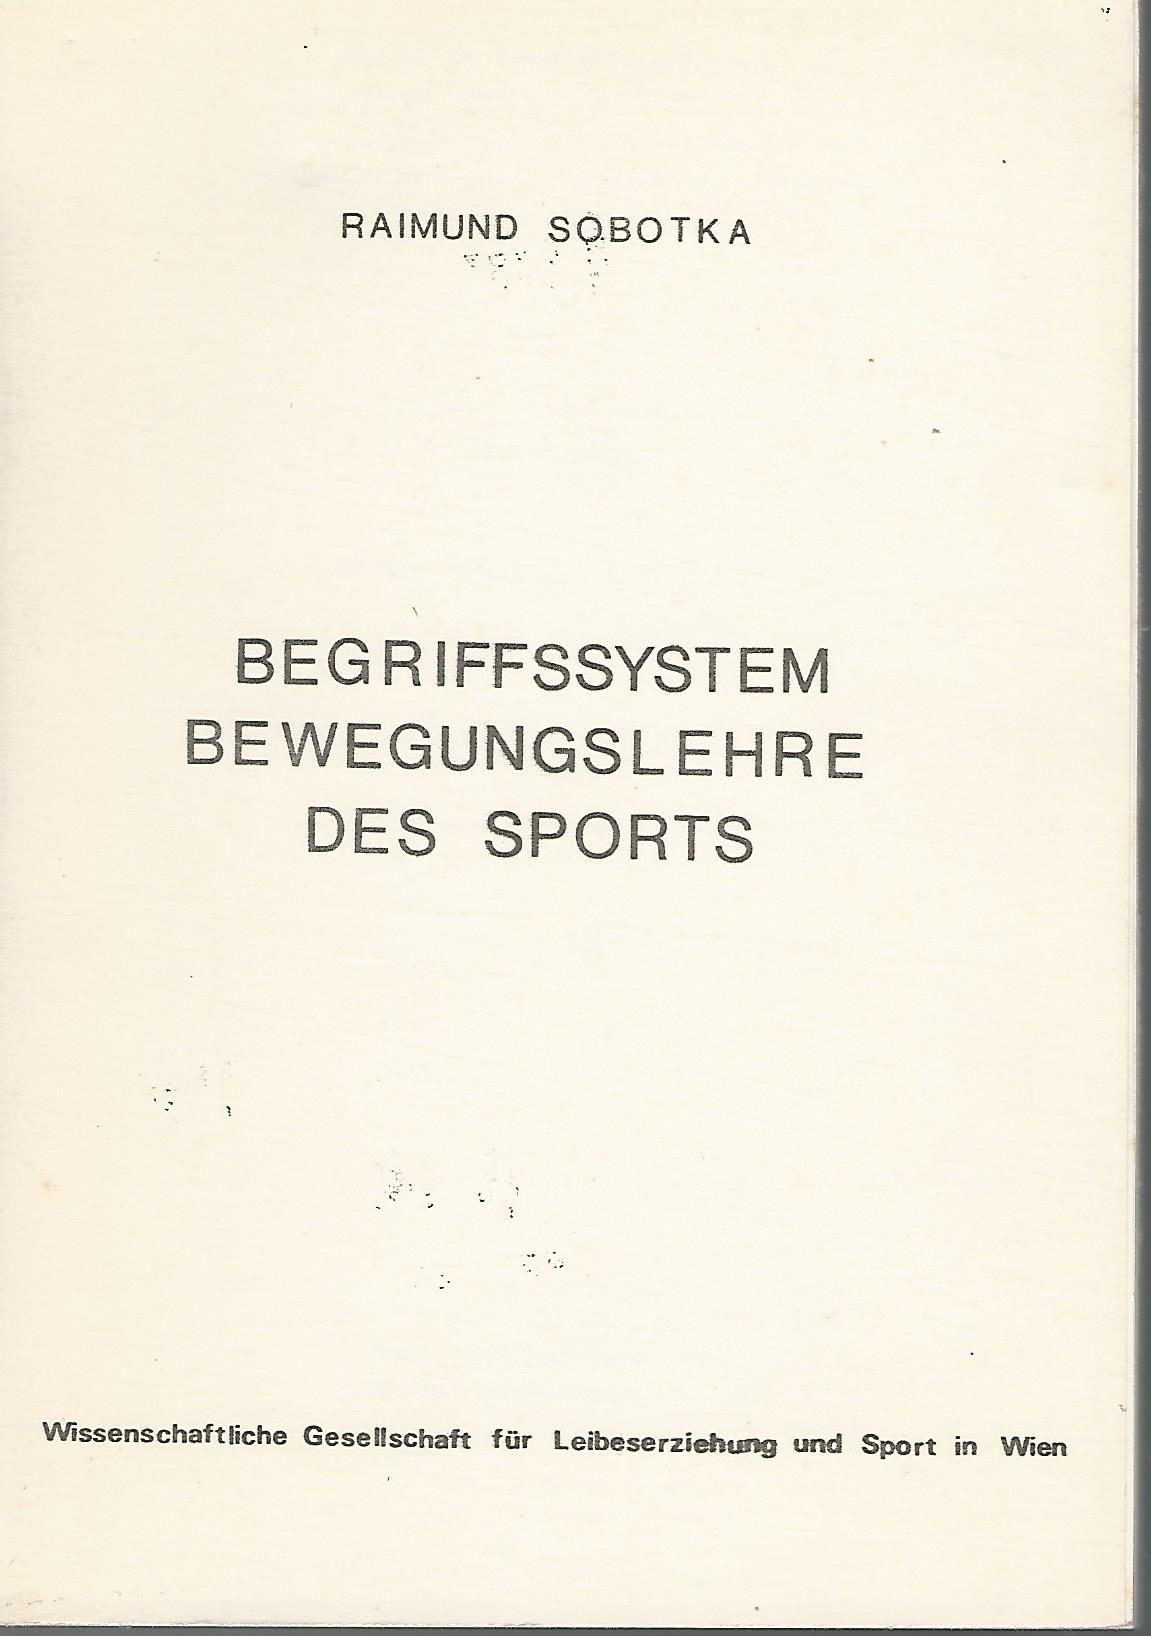 RAIMUND SOBOTKA
BEGRIFFSSYSTEM
BEWEGUNGSLEHRE
DES SPORTS
Wissenschaftliche Gesellschaft für Leibeserziehung und Sport in Wien